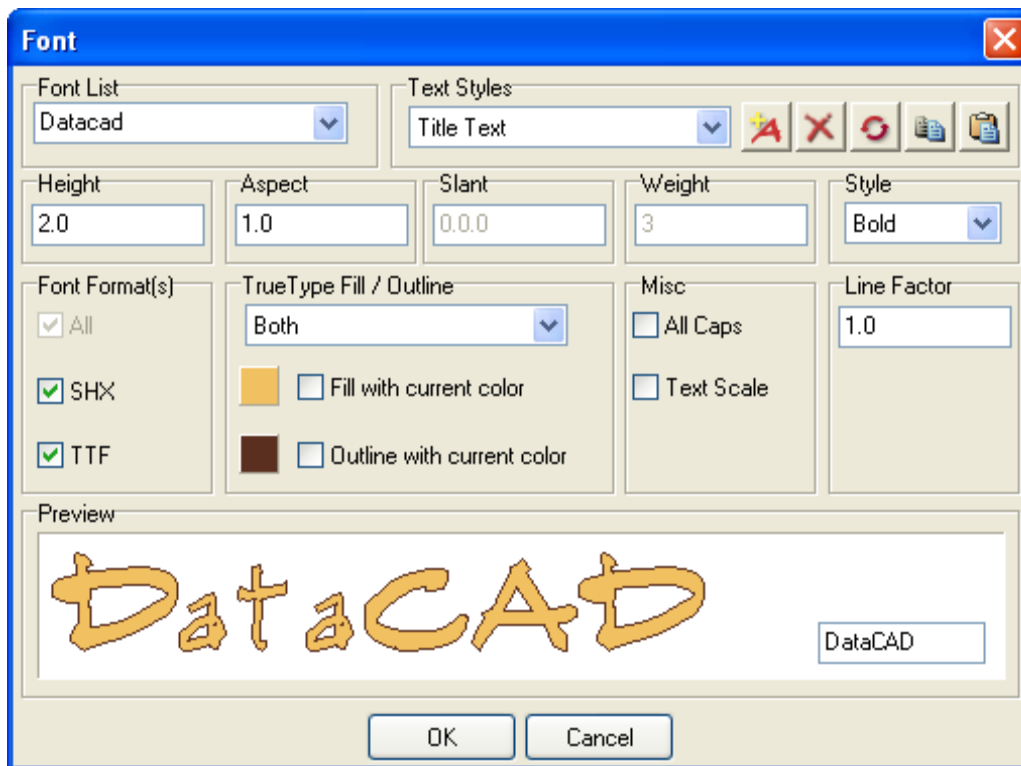 Font
Font List
Text Styles
Datacad
Title Text
Height
Aspect
Slant
Weight
Style
2.0
1.0
0.0.0
3
Bold
Font Format(s)
TrueType Fill / Outline
Misc
Line Factor
All
Both
All Caps
1.0
SHX
Fill with current color
Text Scale
TTF
Outline with current color
Preview
DataCAD
DataCAD
OK
Cancel